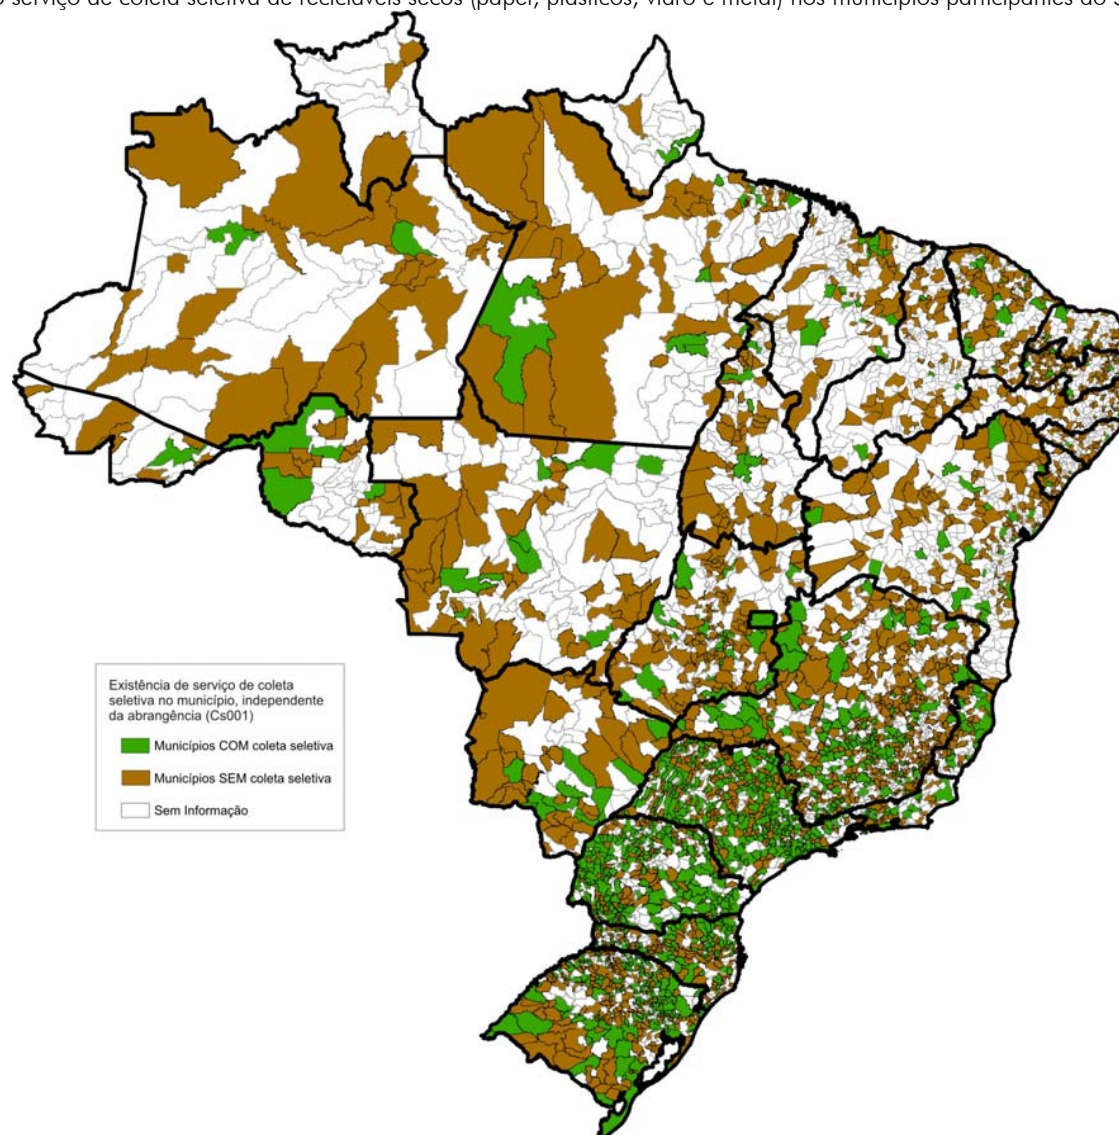 serviço de coleta seletiva de recicláveis secos (papel, plásticos, vidro e metal) nos municípios participantes do
Existência de serviço de coleta
seletiva no município, independente
da abrangência (Cs001)
Municípios COM coleta seletiva
Municípios SEM coleta seletiva
Sem Informação